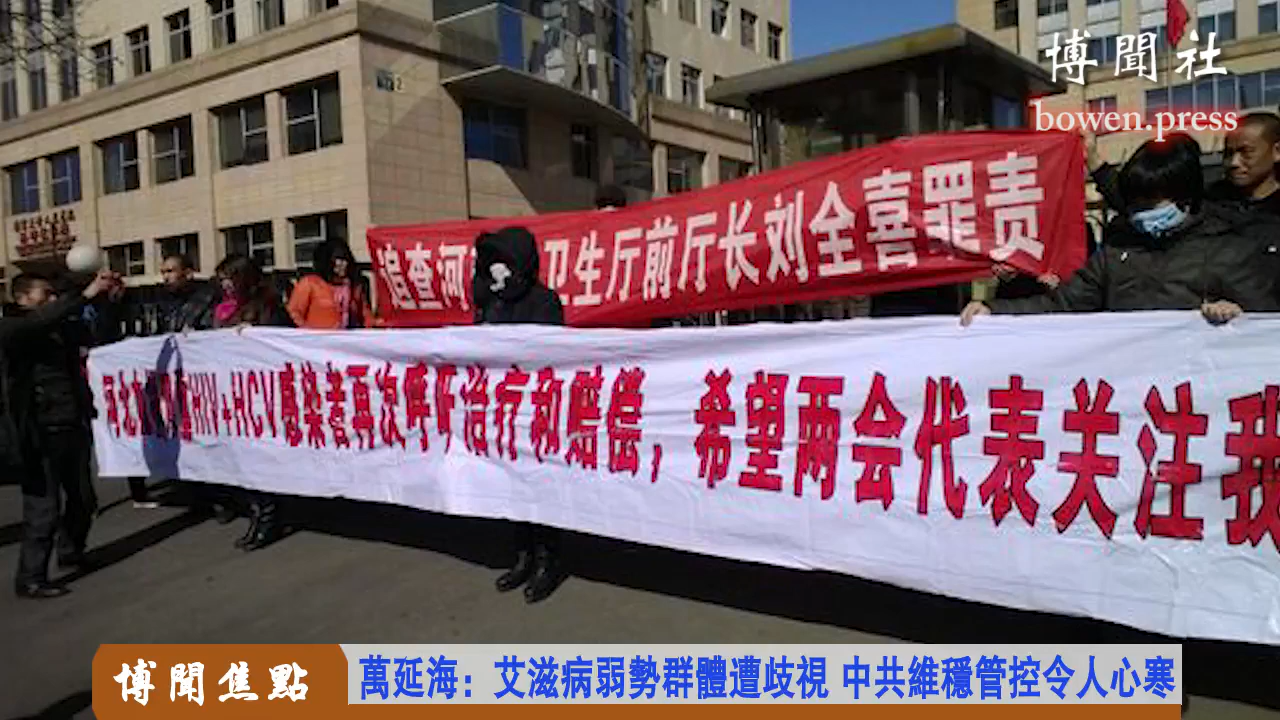 博聞社
bowen.press
追查河 卫生厅前厅长刘全喜罪责
河北 HIV+HCV感染者再次呼吁治疗和赔偿，希望两会代表关注我
博聞焦點
萬延海：艾滋病弱勢群體遭歧視 中共維穩管控令人心寒